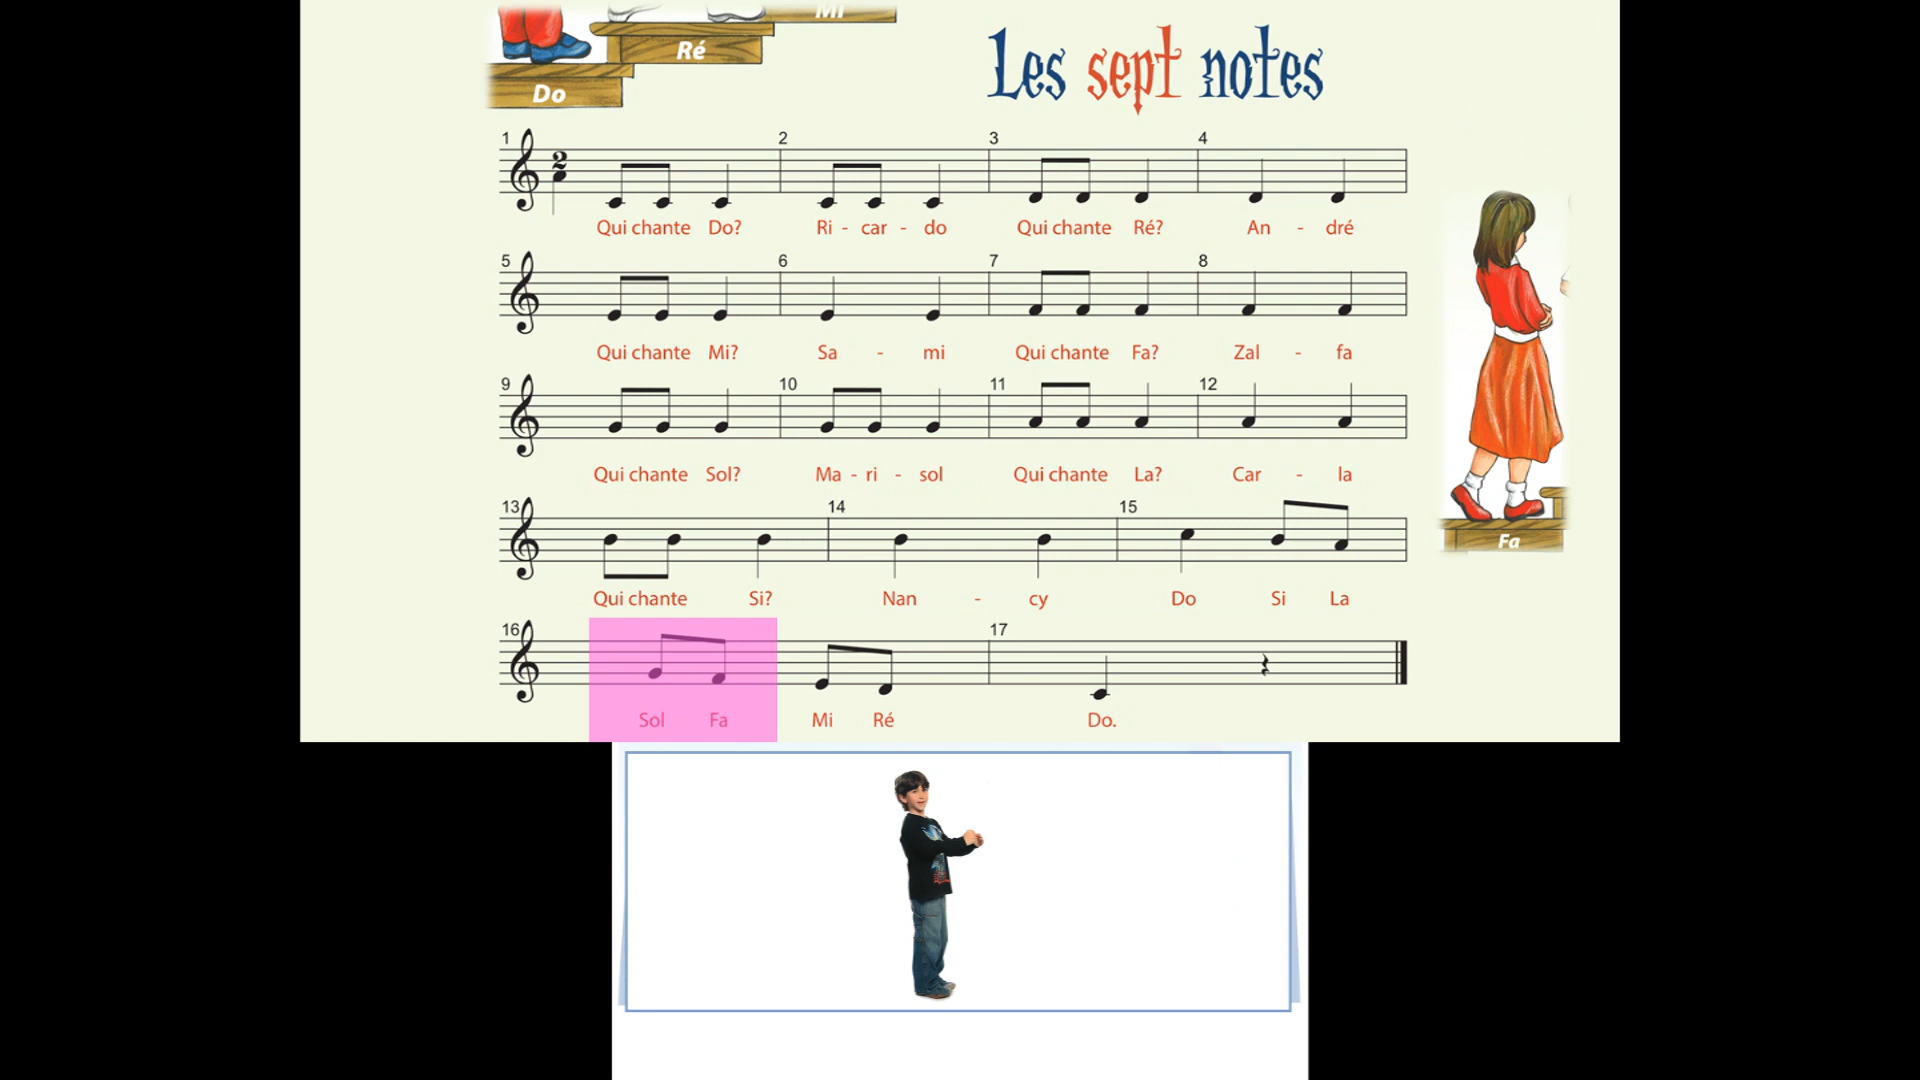 Mi
Ré
Do
Les sept notes
1 2 3 4
2
Qui chante Do? Ri - car - do Qui chante Ré? An - dré
5 6 7 8
Qui chante Mi? Sa - mi Qui chante Fa? Zal - fa
9 10 11 12
Qui chante Sol? Ma - ri - sol Qui chante La? Car - la
13 14 15
Qui chante Si? Nan - cy Do Si La
Fa
16 17
Sol Fa Mi Ré Do.